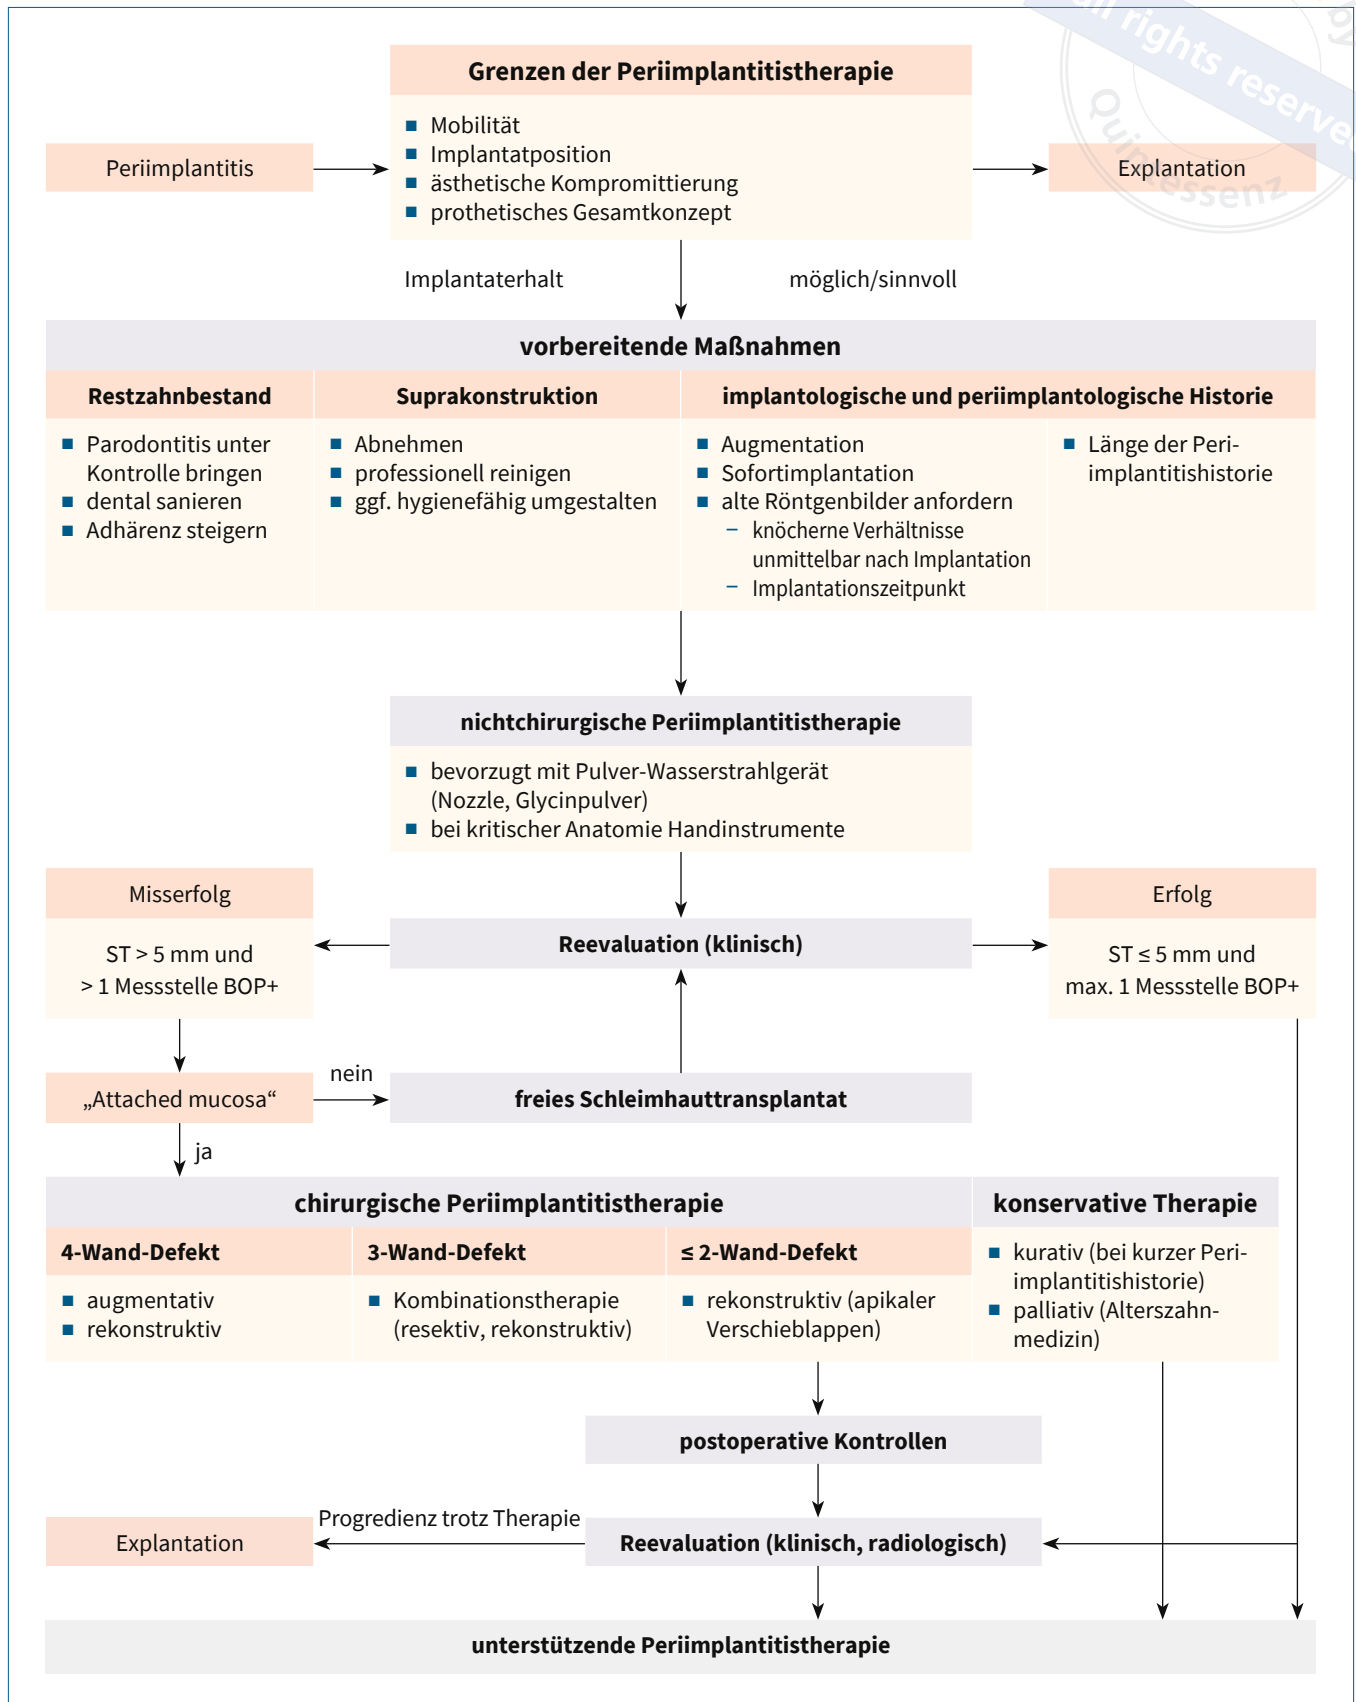 Grenzen der Periimplantitistherapie
■ Mobilität
■ Implantatposition
■ ästhetische Kompromittierung
■ prothetisches Gesamtkonzept
Periimplantitis
Explantation
all rights reserved
by
Quintessenz
Implantaterhalt
möglich/sinnvoll
vorbereitende Maßnahmen
Restzahnbestand
■ Parodontitis unter
Kontrolle bringen
■ dental sanieren
■ Adhärenz steigern
Suprakonstruktion
■ Abnehmen
■ professionell reinigen
■ ggf. hygienefähig umgestalten
implantologische und periimplantologische Historie
■ Augmentation
■ Sofortimplantation
■ alte Röntgenbilder anfordern
– knöcherne Verhältnisse
unmittelbar nach Implantation
– Implantationszeitpunkt
■ Länge der Peri-
implantitishistorie
nichtchirurgische Periimplantitistherapie
■ bevorzugt mit Pulver-Wasserstrahlgerät
(Nozzle, Glycinpulver)
■ bei kritischer Anatomie Handinstrumente
Misserfolg
ST > 5 mm und
> 1 Messstelle BOP+
Reevaluation (klinisch)
Erfolg
ST ≤ 5 mm und
max. 1 Messstelle BOP+
„Attached mucosa“
nein
freies Schleimhauttransplantat
ja
chirurgische Periimplantitistherapie
4-Wand-Defekt
■ augmentativ
■ rekonstruktiv
3-Wand-Defekt
■ Kombinationstherapie
(resektiv, rekonstruktiv)
≤ 2-Wand-Defekt
■ rekonstruktiv (apikaler
Verschieblappen)
konservative Therapie
■ kurativ (bei kurzer Peri-
implantitishistorie)
■ palliativ (Alterszahn-
medizin)
postoperative Kontrollen
Explantation
Progredienz trotz Therapie
Reevaluation (klinisch, radiologisch)
unterstützende Periimplantitistherapie